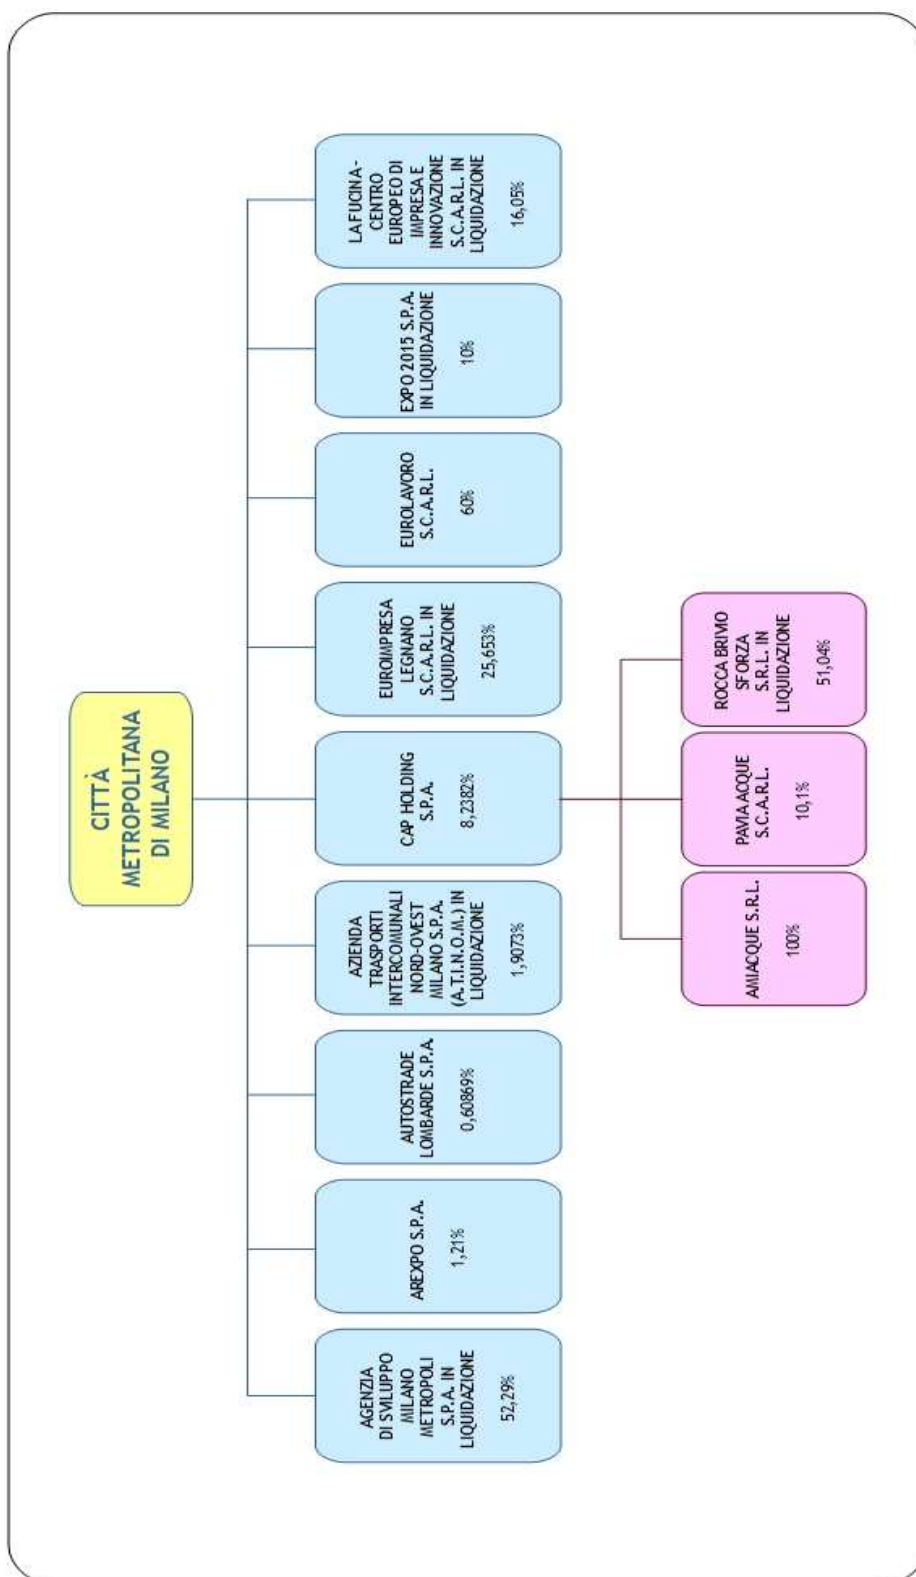 CITTÀ
METROPOLITANA
DI MILANO
AGENZIA
DI SVILUPPO
MILANO
METROPOLI
S.P.A. IN
LIQUIDAZIONE
52,29%
AREXPO S.P.A.
1,21%
AUTOSTRADE
LOMBARDE S.P.A.
0,60869%
AZIENDA
TRASPORTI
INTERCOMUNALI
NORD-OVEST
MILANO S.P.A.
(A.T.I.N.O.M.) IN
LIQUIDAZIONE
1,9073%
CAP HOLDING
S.P.A.
8,2382%
EUROIMPRESA
LEGNANO
S.C.A.R.L. IN
LIQUIDAZIONE
25,653%
EUROLAVORO
S.C.A.R.L.
60%
EXPO 2015 S.P.A.
IN LIQUIDAZIONE
10%
LA FUCINA -
CENTRO
EUROPEO DI
IMPRESA E
INNOVAZIONE
S.C.A.R.L. IN
LIQUIDAZIONE
16,05%
AMIACQUE S.R.L.
100%
PAVIA ACQUE
S.C.A.R.L.
10,1%
ROCCA BRIVIO
SFORZA
S.R.L. IN
LIQUIDAZIONE
51,04%